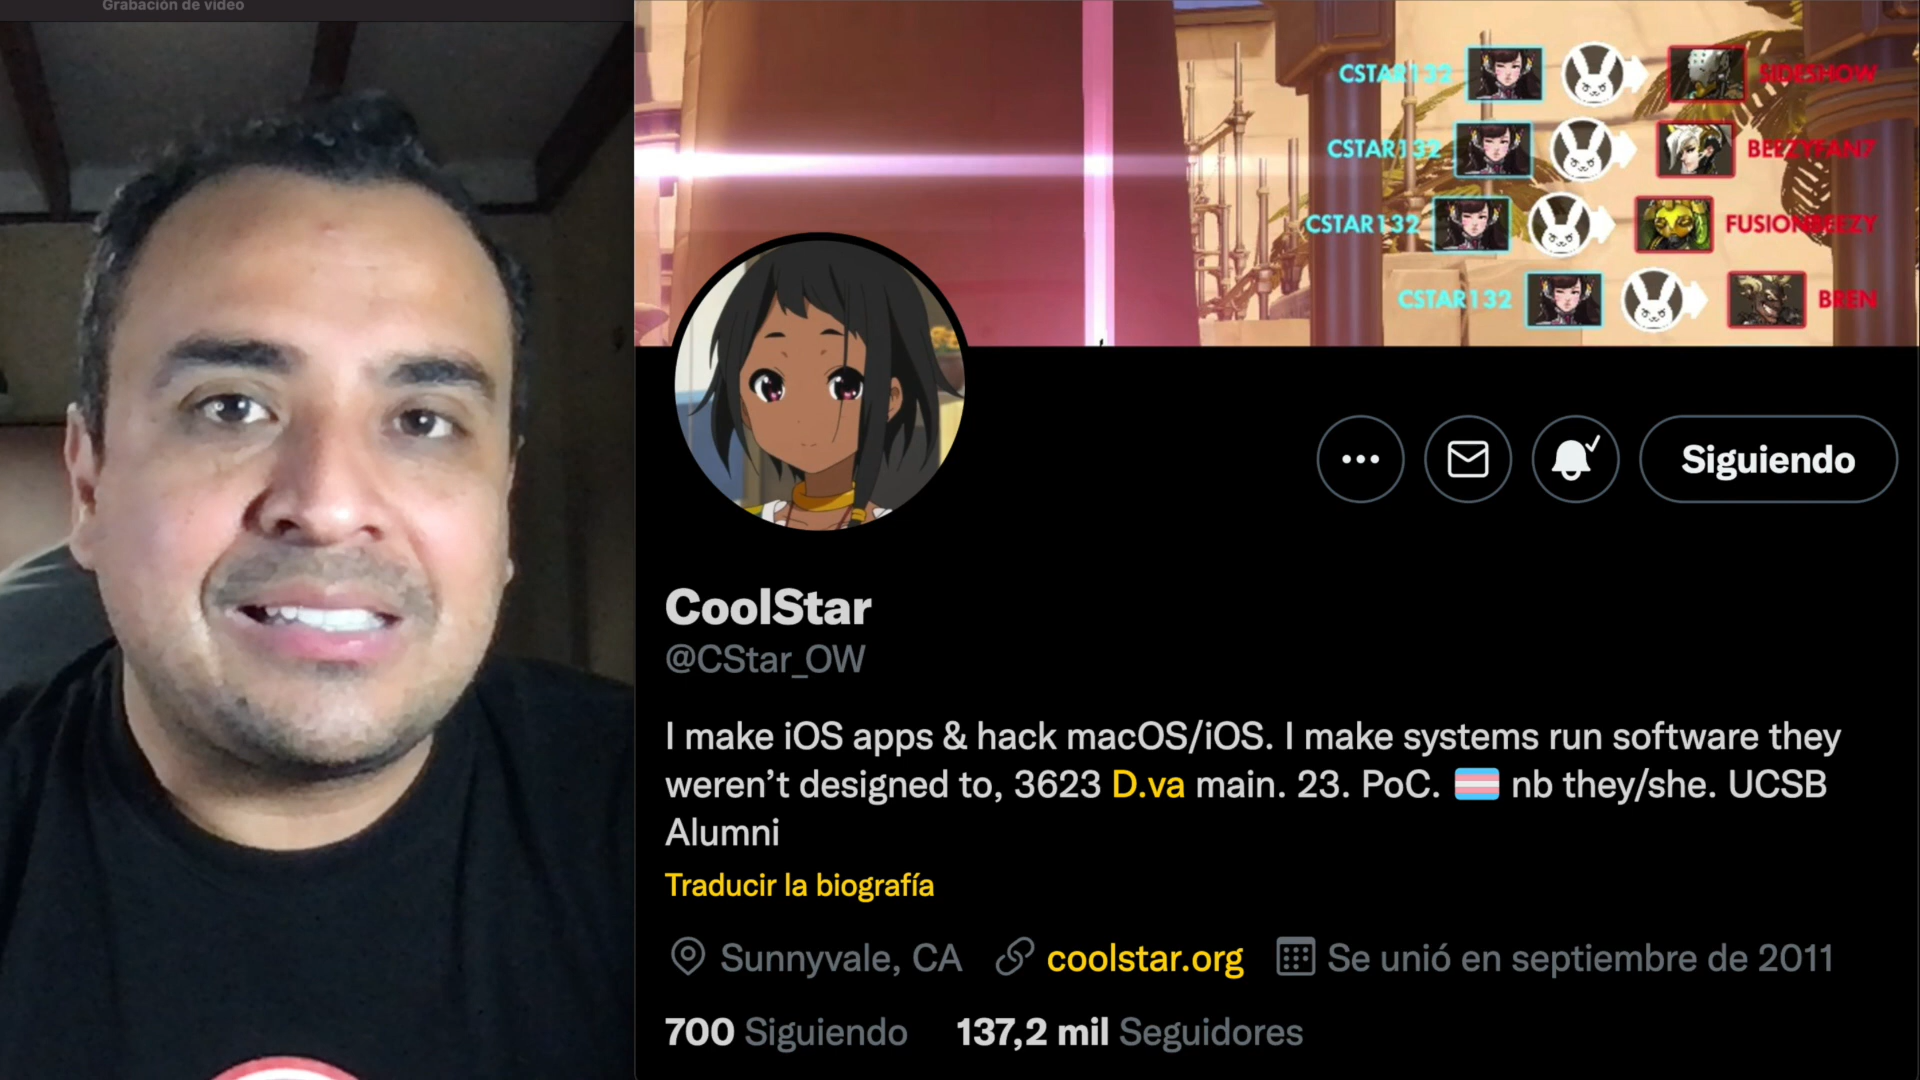 Grabación de vídeo
CSTAR132 SIDESHOW
CSTAR132 BEEZYFAN7
CSTAR132 FUSIONBEEZY
CSTAR132 BREN
Siguiendo
CoolStar
@CStar_OW
I make iOS apps & hack macOS/iOS. I make systems run software they
weren’t designed to, 3623 D.va main. 23. PoC. 🏳️‍⚧️ nb they/she. UCSB
Alumni
Traducir la biografía
Sunnyvale, CA coolstar.org Se unió en septiembre de 2011
700 Siguiendo 137,2 mil Seguidores